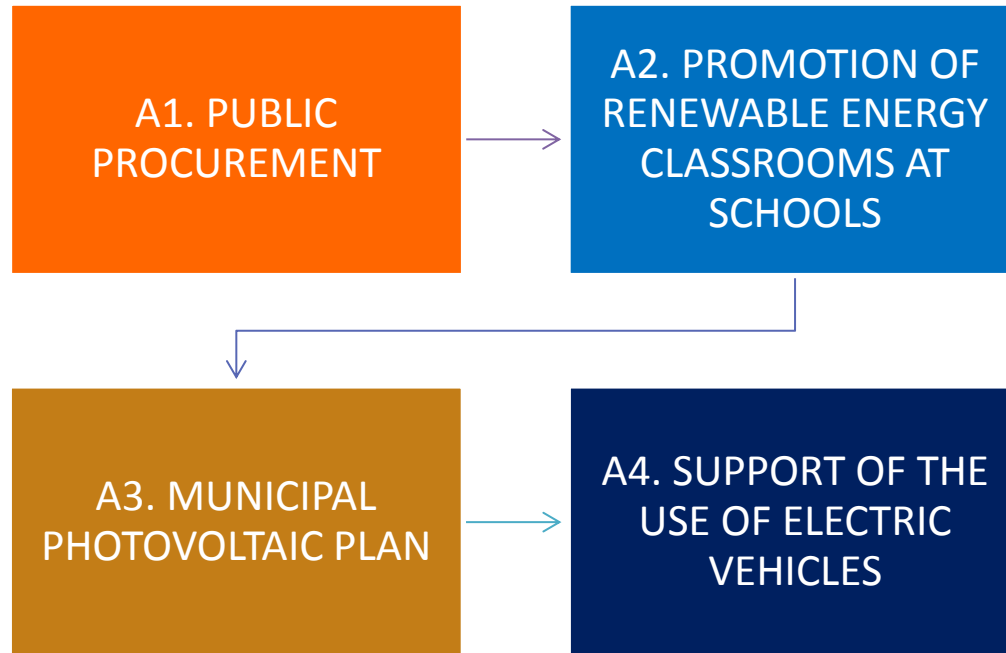 A1. PUBLIC
PROCUREMENT
A2. PROMOTION OF
RENEWABLE ENERGY
CLASSROOMS AT
SCHOOLS
A3. MUNICIPAL
PHOTOVOLTAIC PLAN
A4. SUPPORT OF THE
USE OF ELECTRIC
VEHICLES